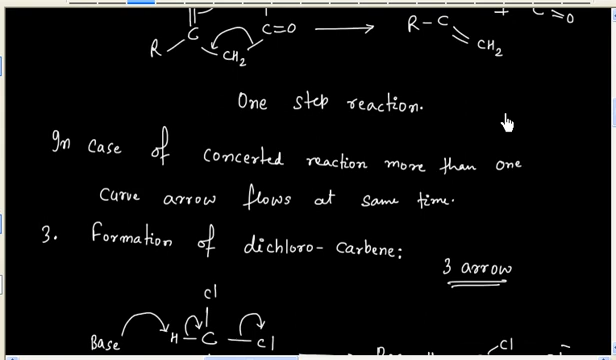 R C CH2 C=O → R-C CH2 + C O
One step reaction.
In case of concerted reaction more than one
curve arrow flows at same time.
3. Formation of dichloro-carbene:
3 arrow
Cl
Base H-C-Cl
Cl